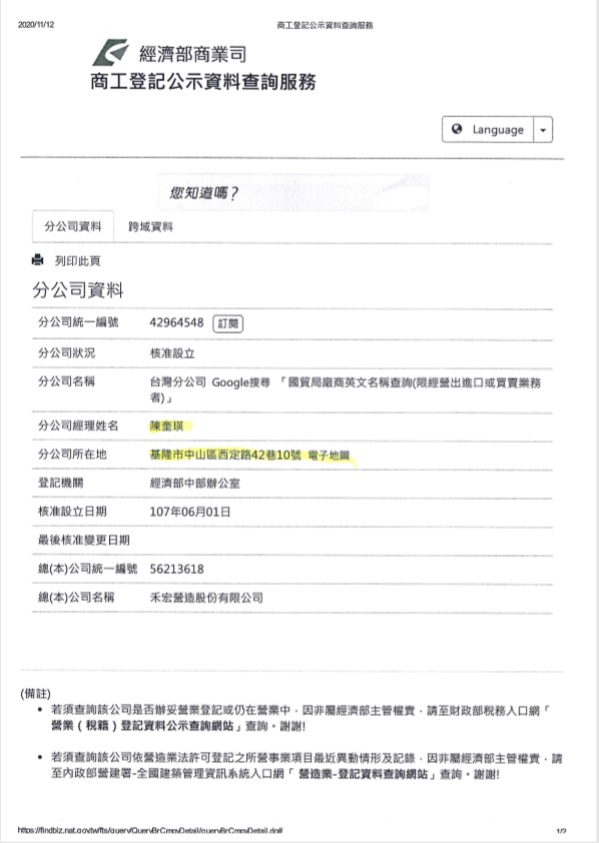 2020/11/12
商工登記公示資料查詢服務
經濟部商業司
商工登記公示資料查詢服務
Language
您知道嗎?
分公司資料 跨域資料
列印此頁
分公司資料
分公司統一編號 42964548 訂閱
分公司狀況 核准設立
分公司名稱 台灣分公司 Google搜尋 「國貿局廠商英文名稱查詢(限經營出進口或買賣業務
者)」
分公司經理姓名 陳奎瑛
分公司所在地 基隆市中山區西定路42巷10號 電子地圖
登記機關 經濟部中部辦公室
核准設立日期 107年06月01日
最後核准變更日期
總(本)公司統一編號 56213618
總(本)公司名稱 禾宏營造股份有限公司
(備註)
• 若須查詢該公司是否辦妥營業登記或仍在營業中,因非屬經濟部主管權責,請至財政部稅務入口網「
營業(稅籍)登記資料公示查詢網站」查詢。謝謝!
• 若須查詢該公司依營造業法許可登記之所營事業項目最近異動情形及記錄,因非屬經濟部主管權責,請
至內政部營建署-全國建築管理資訊系統入口網「 營造業-登記資料查詢網站」查詢。謝謝!
https://findbiz.nat.gov.tw/fts/query/QueryBrCmpyDetail/queryBrCmpyDetail.do#
1/2